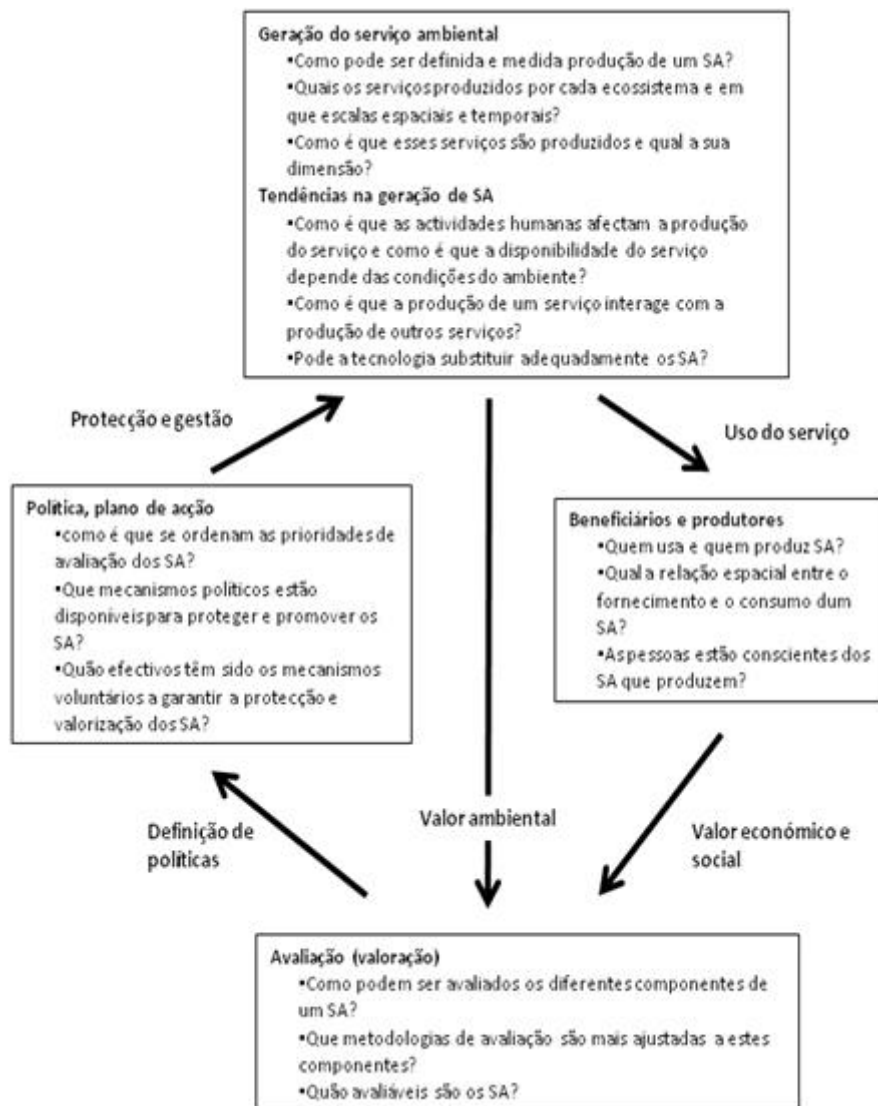 Geração do serviço ambiental
•Como pode ser definida e medida produção de um SA?
•Quais os serviços produzidos por cada ecossistema e em
que escalas espaciais e temporais?
•Como é que esses serviços são produzidos e qual a sua
dimensão?
Tendências na geração de SA
•Como é que as actividades humanas afectam a produção
do serviço e como é que a disponibilidade do serviço
depende das condições do ambiente?
•Como é que a produção de um serviço interage com a
produção de outros serviços?
•Pode a tecnologia substituir adequadamente os SA?
Protecção e gestão
Uso do serviço
Política, plano de acção
•como é que se ordenam as prioridades de
avaliação dos SA?
•Que mecanismos políticos estão
disponíveis para proteger e promover os
SA?
•Quão efectivos têm sido os mecanismos
voluntários a garantir a protecção e
valorização dos SA?
Beneficiários e produtores
•Quem usa e quem produz SA?
•Qual a relação espacial entre o
fornecimento e o consumo dum
SA?
•As pessoas estão conscientes dos
SA que produzem?
Definição de
políticas
Valor ambiental
Valor económico e
social
Avaliação (valoração)
•Como podem ser avaliados os diferentes componentes de
um SA?
•Que metodologias de avaliação são mais ajustadas a estes
componentes?
•Quão avaliáveis são os SA?